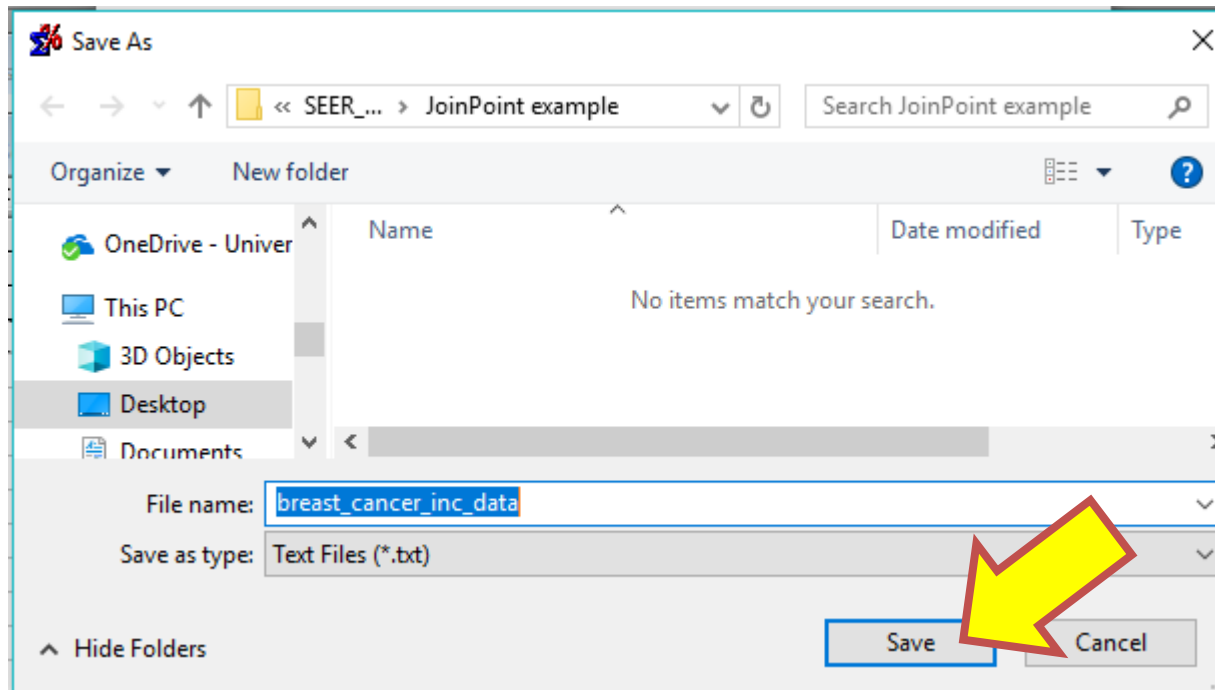 Save As
« SEER_... > JoinPoint example
Search JoinPoint example
Organize
New folder
?
Name
Date modified
Type
OneDrive - Univer
No items match your search.
This PC
3D Objects
Desktop
Documents
File name: breast_cancer_inc_data
Save as type: Text Files (*.txt)
Hide Folders
Save
Cancel